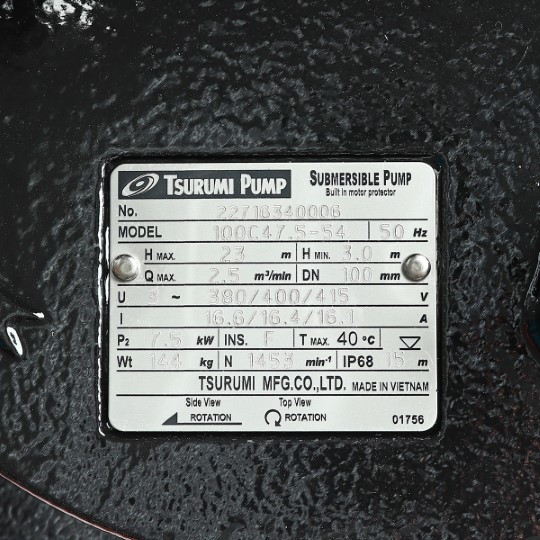 TSURUMI PUMP SUBMERSIBLE PUMP
Built in motor protector
No. 22718340006
MODEL 100C47.5-54 50 Hz
H MAX. 23 m H MIN. 3.0 m
Q MAX. 2.5 m³/min DN 100 mm
U 3 ~ 380/400/415 V
I 16.6/16.4/16.1 A
P2 7.5 kW INS. F T MAX. 40 °C
Wt 144 kg N 1453 min-1 IP68 15 m
TSURUMI MFG.CO.,LTD. MADE IN VIETNAM
Side View Top View
ROTATION ROTATION 01756